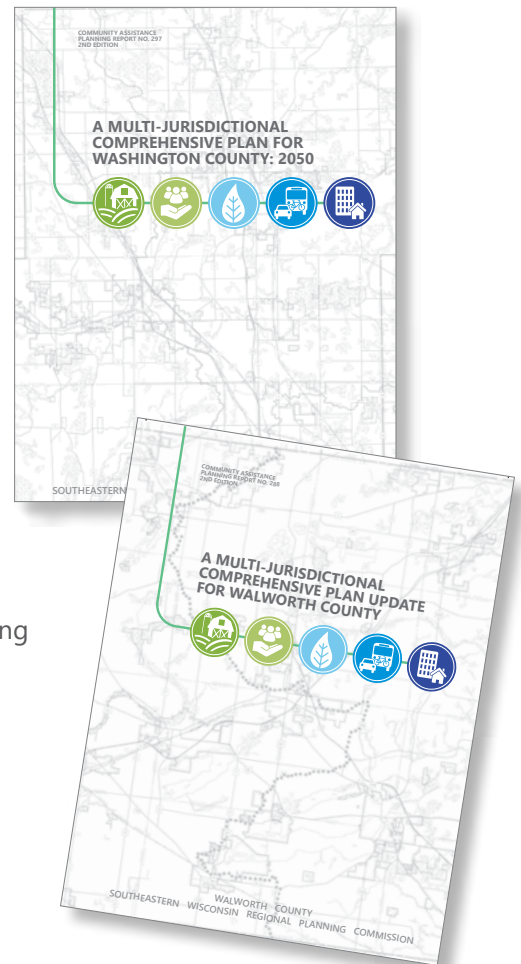 COMMUNITY ASSISTANCE
PLANNING REPORT NO. 297
2ND EDITION
A MULTI-JURISDICTIONAL
COMPREHENSIVE PLAN FOR
WASHINGTON COUNTY: 2050
SOUTHEASTERN
ng
COMMUNITY ASSISTANCE
PLANNING REPORT NO. 288
2ND EDITION
A MULTI-JURISDICTIONAL
COMPREHENSIVE PLAN UPDATE
FOR WALWORTH COUNTY
WALWORTH COUNTY
SOUTHEASTERN WISCONSIN REGIONAL PLANNING COMMISSION